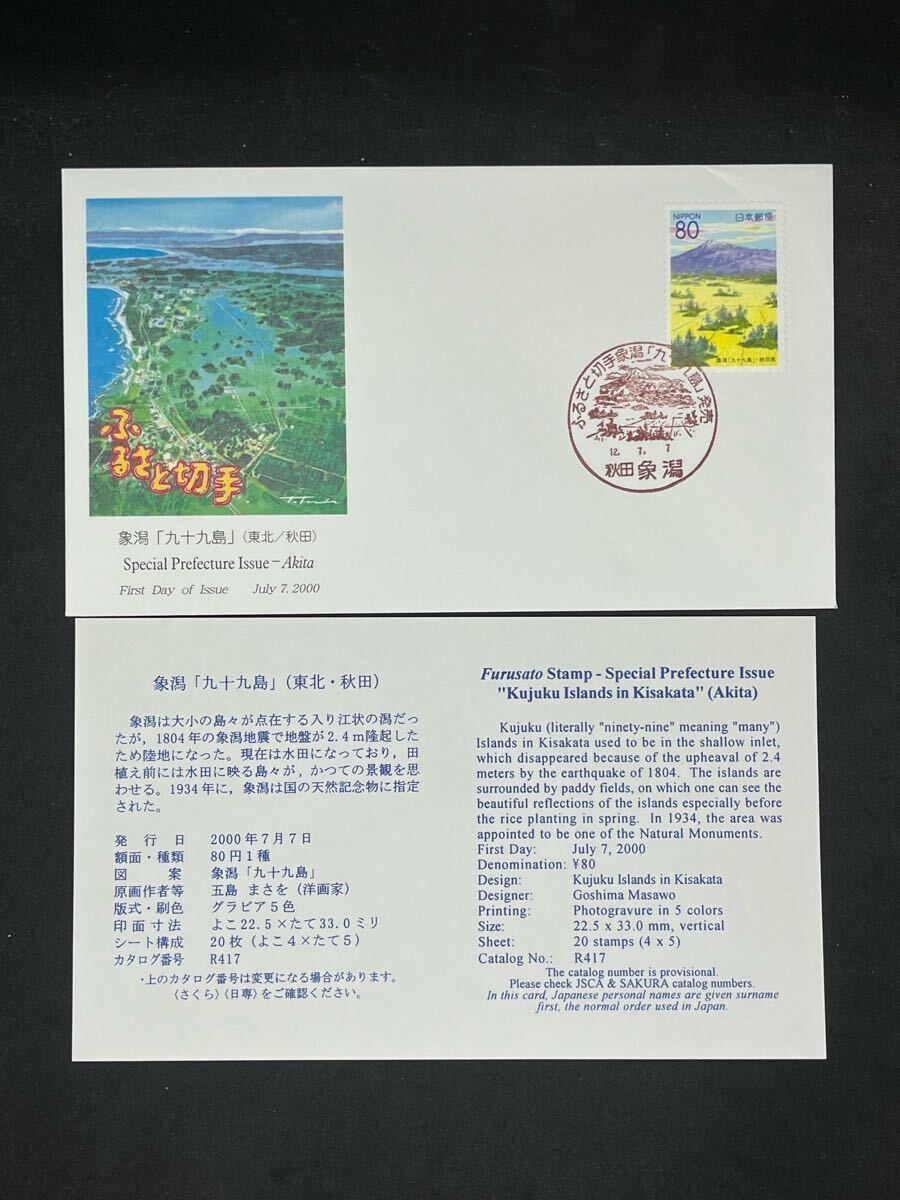 ふるさと切手
T.Tsuda
象潟「九十九島」(東北/秋田)
Special Prefecture Issue－Akita
First Day of Issue July 7. 2000
NIPPON 日本郵便
80
象潟「九十九島」・秋田県
ふるさと切手象潟「九十九島」発売
12. 7. 7
秋田 象潟
象潟「九十九島」(東北・秋田)
象潟は大小の島々が点在する入り江状の潟だっ
たが，1804年の象潟地震で地盤が2.4ｍ隆起した
ため陸地になった。現在は水田になっており，田
植え前には水田に映る島々が，かつての景観を思
わせる。1934年に，象潟は国の天然記念物に指定
された。
発行日 2000年7月7日
額面・種類 80円1種
図案 象潟「九十九島」
原画作者等 五島 まさを(洋画家)
版式・刷色 グラビア5色
印面寸法 よこ22.5×たて33.0ミリ
シート構成 20枚(よこ4×たて5)
カタログ番号 R417
・上のカタログ番号は変更になる場合があります。
〈さくら〉〈日専〉をご確認ください。
Furusato Stamp - Special Prefecture Issue
"Kujuku Islands in Kisakata" (Akita)
Kujuku (literally "ninety-nine" meaning "many")
Islands in Kisakata used to be in the shallow inlet,
which disappeared because of the upheaval of 2.4
meters by the earthquake of 1804. The islands are
surrounded by paddy fields, on which one can see the
beautiful reflections of the islands especially before
the rice planting in spring. In 1934, the area was
appointed to be one of the Natural Monuments.
First Day: July 7, 2000
Denomination: ¥80
Design: Kujuku Islands in Kisakata
Designer: Goshima Masawo
Printing: Photogravure in 5 colors
Size: 22.5 x 33.0 mm, vertical
Sheet: 20 stamps (4 x 5)
Catalog No.: R417
The catalog number is provisional.
Please check JSCA & SAKURA catalog numbers.
In this card, Japanese personal names are given surname
first, the normal order used in Japan.